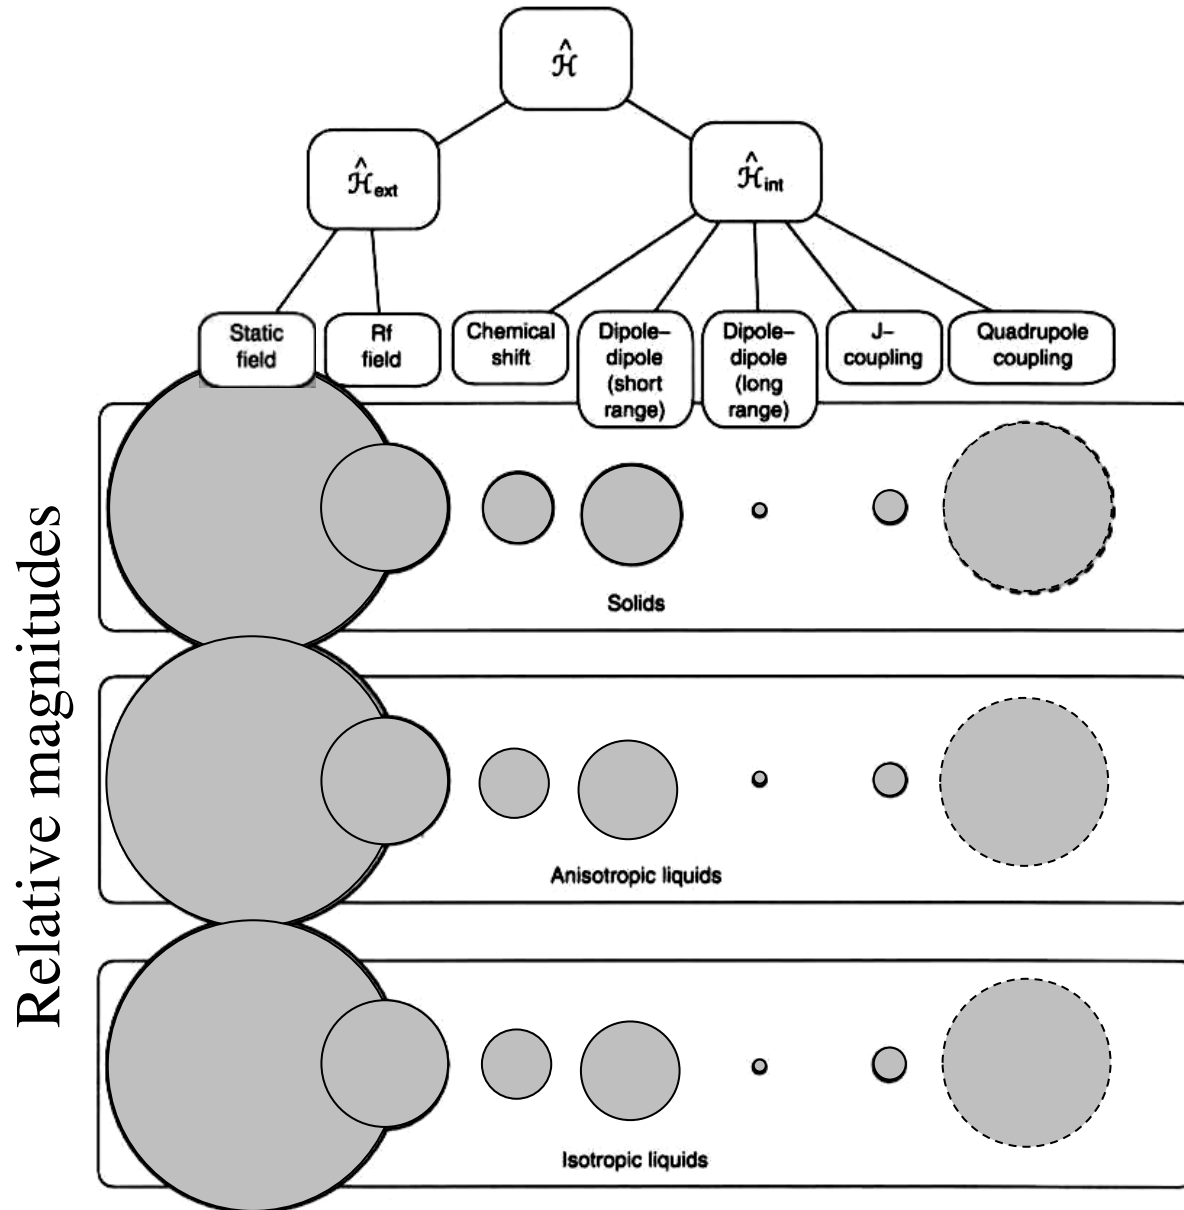 Ĥ
Ĥext
Ĥint
Static
field
Rf
field
Chemical
shift
Dipole–
dipole
(short
range)
Dipole–
dipole
(long
range)
J–
coupling
Quadrupole
coupling
Relative magnitudes
Solids
Anisotropic liquids
Isotropic liquids